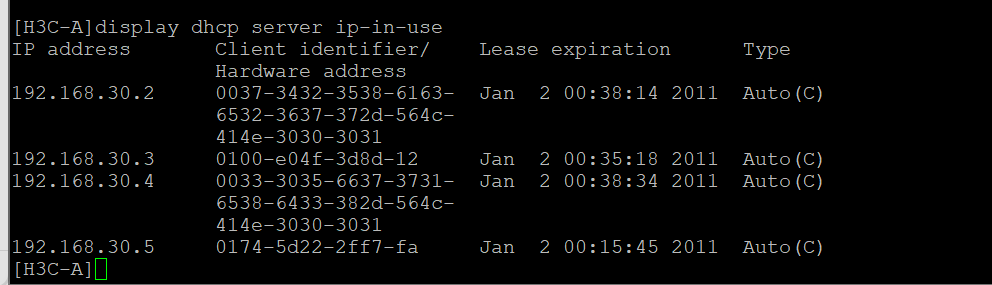 [H3C-A]display dhcp server ip-in-use
IP address       Client identifier/    Lease expiration      Type
                 Hardware address
192.168.30.2     0037-3432-3538-6163-  Jan  2 00:38:14 2011  Auto(C)
                 6532-3637-372d-564c-
                 414e-3030-3031
192.168.30.3     0100-e04f-3d8d-12     Jan  2 00:35:18 2011  Auto(C)
192.168.30.4     0033-3035-6637-3731-  Jan  2 00:38:34 2011  Auto(C)
                 6538-6433-382d-564c-
                 414e-3030-3031
192.168.30.5     0174-5d22-2ff7-fa     Jan  2 00:15:45 2011  Auto(C)
[H3C-A]